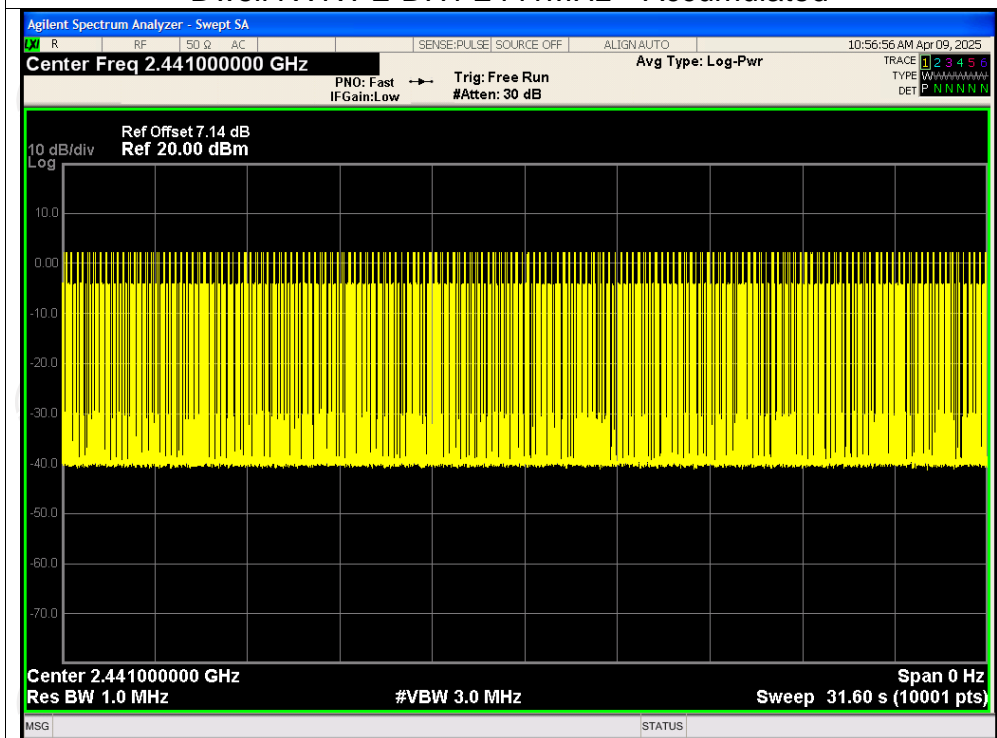 Agilent Spectrum Analyzer - Swept SA
LXI R RF 50 Ω AC SENSE:PULSE SOURCE OFF ALIGN AUTO 10:56:56 AM Apr 09, 2025
Center Freq 2.441000000 GHz Avg Type: Log-Pwr TRACE 1 2 3 4 5 6
PNO: Fast Trig: Free Run TYPE WWWWWW
IFGain:Low #Atten: 30 dB DET P N N N N N
Ref Offset 7.14 dB
10 dB/div Ref 20.00 dBm
Log
10.0
0.00
-10.0
-20.0
-30.0
-40.0
-50.0
-60.0
-70.0
Center 2.441000000 GHz Span 0 Hz
Res BW 1.0 MHz #VBW 3.0 MHz Sweep 31.60 s (10001 pts)
MSG STATUS